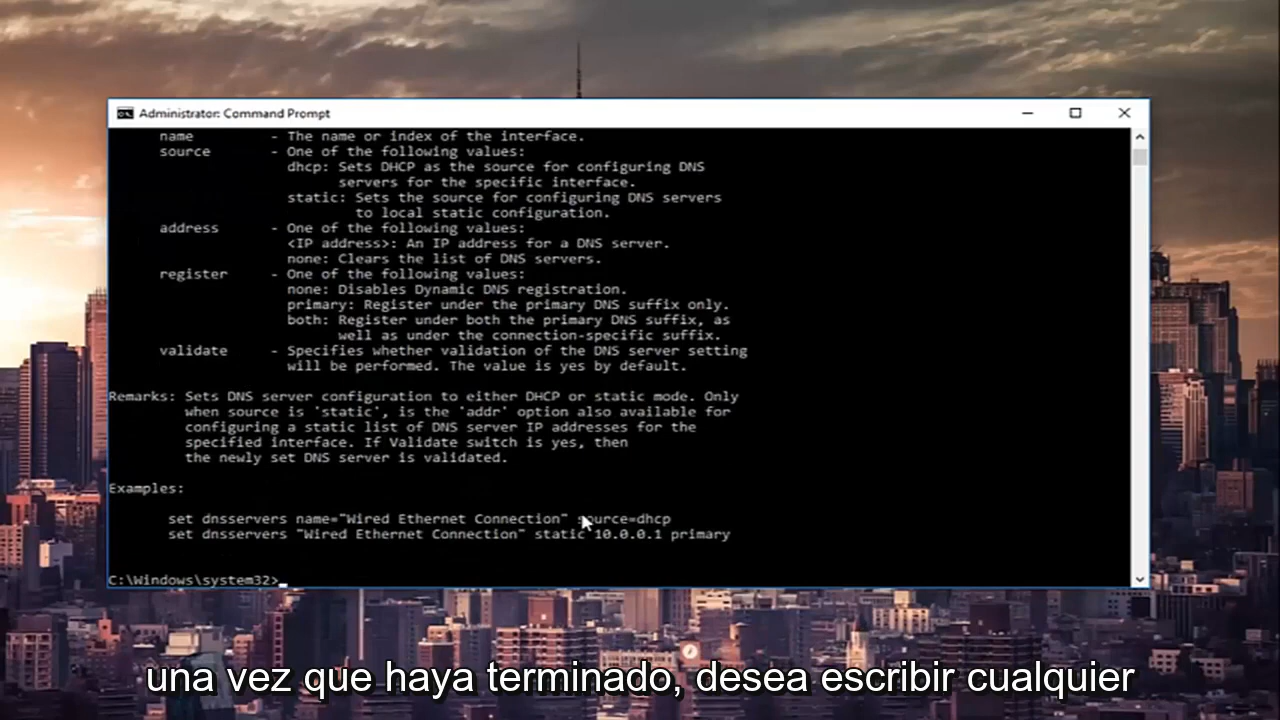 Administrator: Command Prompt
name - The name or index of the interface.
source - One of the following values:
dhcp: Sets DHCP as the source for configuring DNS
servers for the specific interface.
static: Sets the source for configuring DNS servers
to local static configuration.
address - One of the following values:
<IP address>: An IP address for a DNS server.
none: Clears the list of DNS servers.
register - One of the following values:
none: Disables Dynamic DNS registration.
primary: Register under the primary DNS suffix only.
both: Register under both the primary DNS suffix, as
well as under the connection-specific suffix.
validate - Specifies whether validation of the DNS server setting
will be performed. The value is yes by default.
Remarks: Sets DNS server configuration to either DHCP or static mode. Only
when source is 'static', is the 'addr' option also available for
configuring a static list of DNS server IP addresses for the
specified interface. If Validate switch is yes, then
the newly set DNS server is validated.
Examples:
set dnsservers name="Wired Ethernet Connection" source=dhcp
set dnsservers "Wired Ethernet Connection" static 10.0.0.1 primary
C:\Windows\system32>_
una vez que haya terminado, desea escribir cualquier